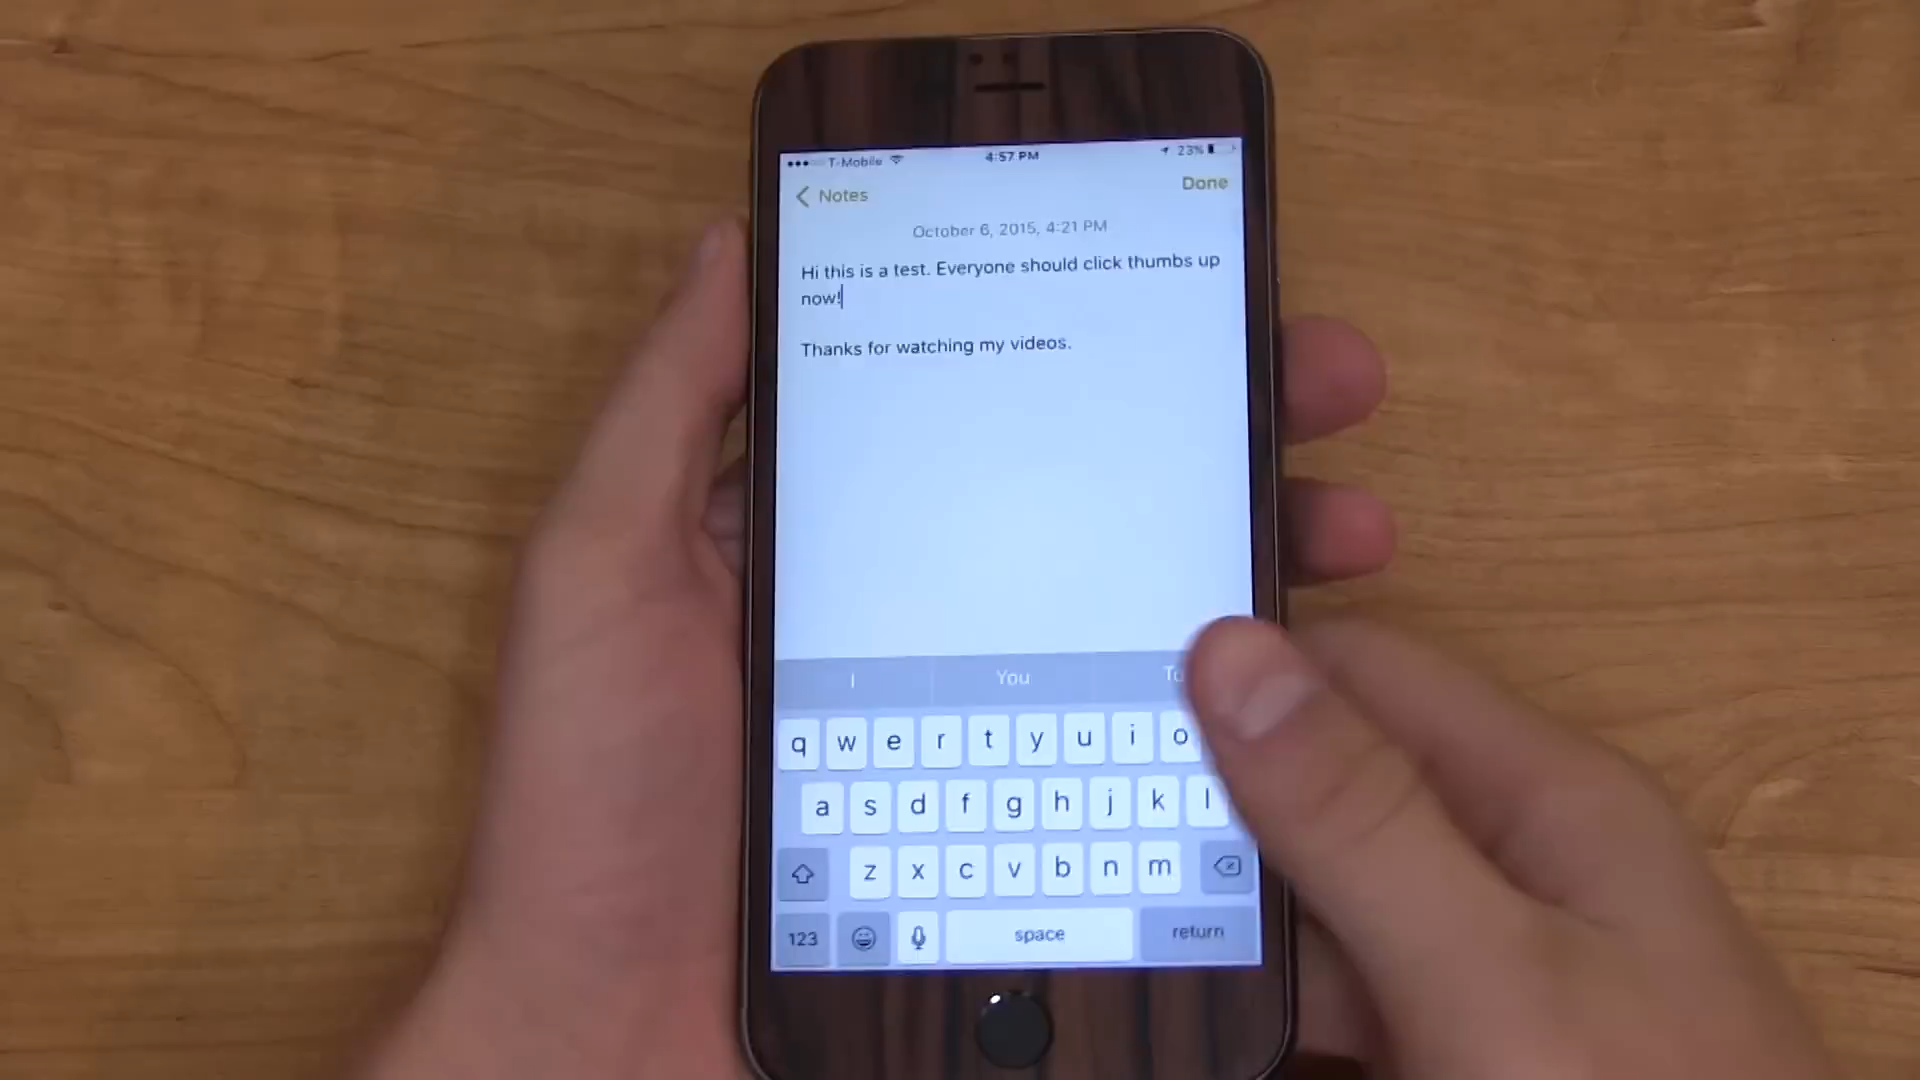 T-Mobile 4:57 PM 23%
Notes Done
October 6, 2015, 4:21 PM
Hi this is a test. Everyone should click thumbs up
now!
Thanks for watching my videos.
I You
q w e r t y u i o
a s d f g h j k l
z x c v b n m
123 space return